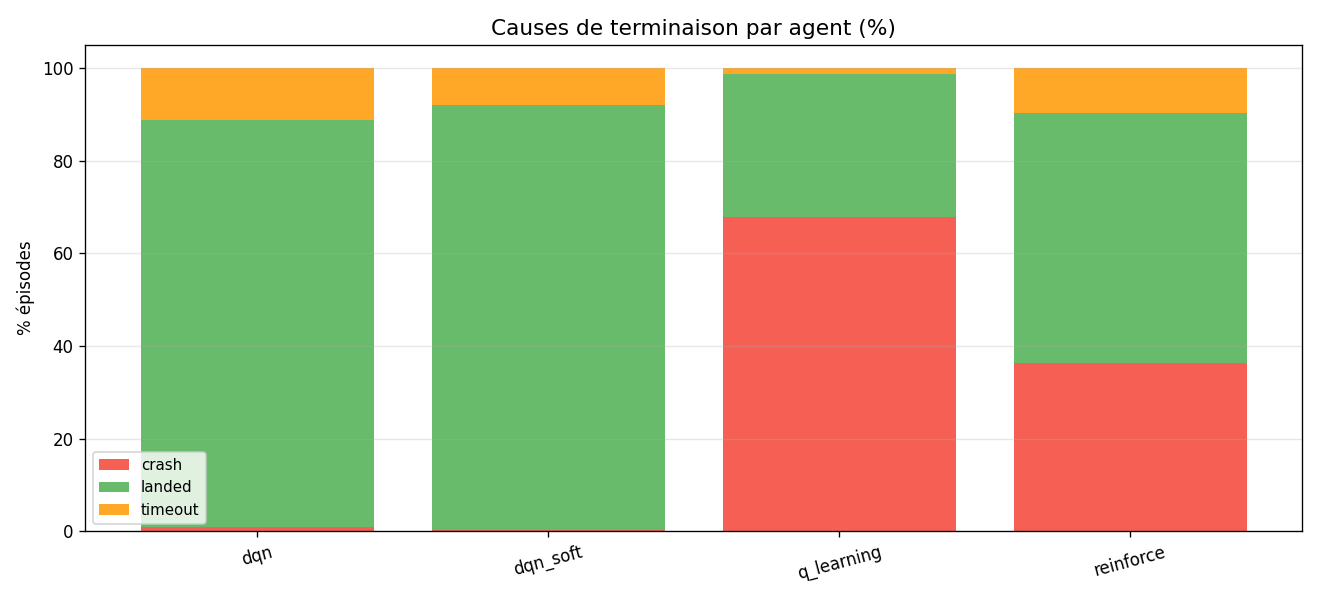 Causes de terminaison par agent (%)
% épisodes
100
80
60
40
20
0
crash
landed
timeout
dqn
dqn_soft
q_learning
reinforce